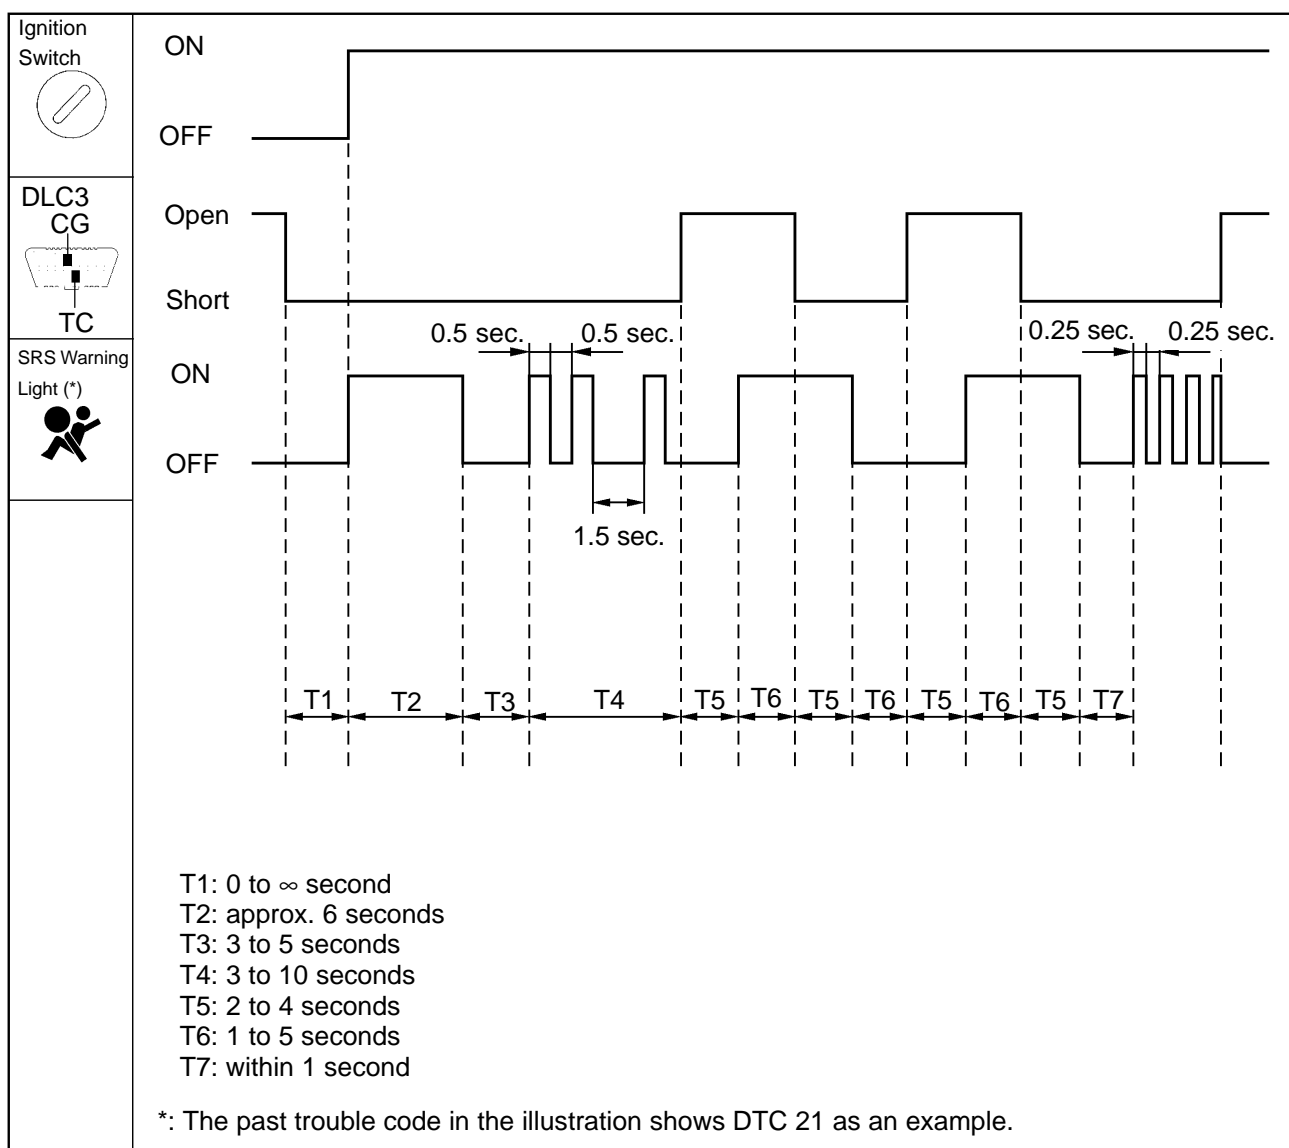 Ignition
Switch
ON
OFF
DLC3
CG
TC
Open
Short
SRS Warning
Light (*)
0.5 sec. 0.5 sec. 0.25 sec. 0.25 sec.
ON
OFF
1.5 sec.
T1 T2 T3 T4 T5 T6 T5 T6 T5 T6 T5 T7
T1: 0 to ∞ second
T2: approx. 6 seconds
T3: 3 to 5 seconds
T4: 3 to 10 seconds
T5: 2 to 4 seconds
T6: 1 to 5 seconds
T7: within 1 second
*: The past trouble code in the illustration shows DTC 21 as an example.